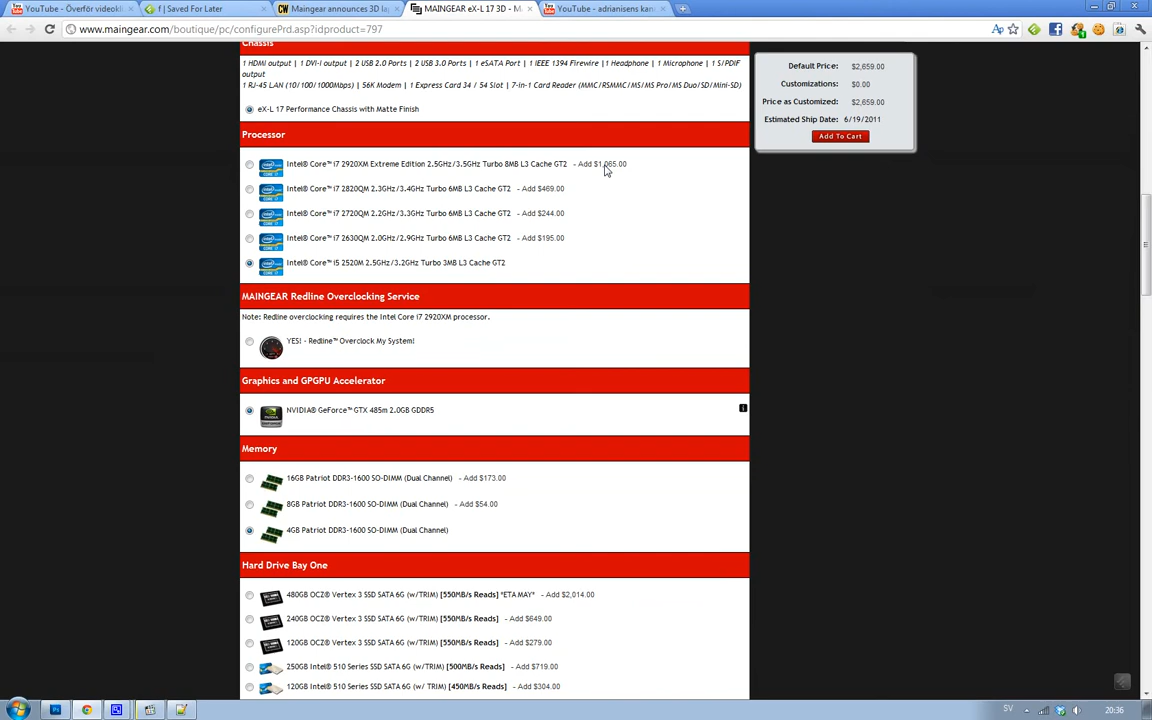 YouTube - Överför videokli
f | Saved For Later
Maingear announces 3D la
MAINGEAR eX-L 17 3D - M
YouTube - adriansens kan
www.maingear.com/boutique/pc/configurePrd.asp?idproduct=797
Chassis
1 HDMI output | 1 DVI-I output | 2 USB 2.0 Ports | 2 USB 3.0 Ports | 1 eSATA Port | 1 IEEE 1394 Firewire | 1 Headphone | 1 Microphone | 1 S/PDIF
output
1 RJ-45 LAN (10/100/1000Mbps) | 56K Modem | 1 Express Card 34 / 54 Slot | 7-in-1 Card Reader (MMC/RSMMC/MS/MS Pro/MS Duo/SD/Mini-SD)
eX-L 17 Performance Chassis with Matte Finish
Processor
Intel® Core™ i7 2920XM Extreme Edition 2.5GHz/3.5GHz Turbo 8MB L3 Cache GT2 - Add $1,065.00
Intel® Core™ i7 2820QM 2.3GHz/3.4GHz Turbo 6MB L3 Cache GT2 - Add $469.00
Intel® Core™ i7 2720QM 2.2GHz/3.3GHz Turbo 6MB L3 Cache GT2 - Add $244.00
Intel® Core™ i7 2630QM 2.0GHz/2.9GHz Turbo 6MB L3 Cache GT2 - Add $195.00
Intel® Core™ i5 2520M 2.5GHz/3.2GHz Turbo 3MB L3 Cache GT2
MAINGEAR Redline Overclocking Service
Note: Redline overclocking requires the Intel Core i7 2920XM processor.
YES! - Redline™ Overclock My System!
Graphics and GPGPU Accelerator
NVIDIA® GeForce™ GTX 485m 2.0GB GDDR5
Memory
16GB Patriot DDR3-1600 SO-DIMM (Dual Channel) - Add $173.00
8GB Patriot DDR3-1600 SO-DIMM (Dual Channel) - Add $54.00
4GB Patriot DDR3-1600 SO-DIMM (Dual Channel)
Hard Drive Bay One
480GB OCZ® Vertex 3 SSD SATA 6G (w/TRIM) [550MB/s Reads] *ETA MAY* - Add $2,014.00
240GB OCZ® Vertex 3 SSD SATA 6G (w/TRIM) [550MB/s Reads] - Add $649.00
120GB OCZ® Vertex 3 SSD SATA 6G (w/TRIM) [550MB/s Reads] - Add $279.00
250GB Intel® 510 Series SSD SATA 6G (w/TRIM) [500MB/s Reads] - Add $719.00
120GB Intel® 510 Series SSD SATA 6G (w/ TRIM) [450MB/s Reads] - Add $304.00
Default Price: $2,659.00
Customizations: $0.00
Price as Customized: $2,659.00
Estimated Ship Date: 6/19/2011
Add To Cart
SV
20:36